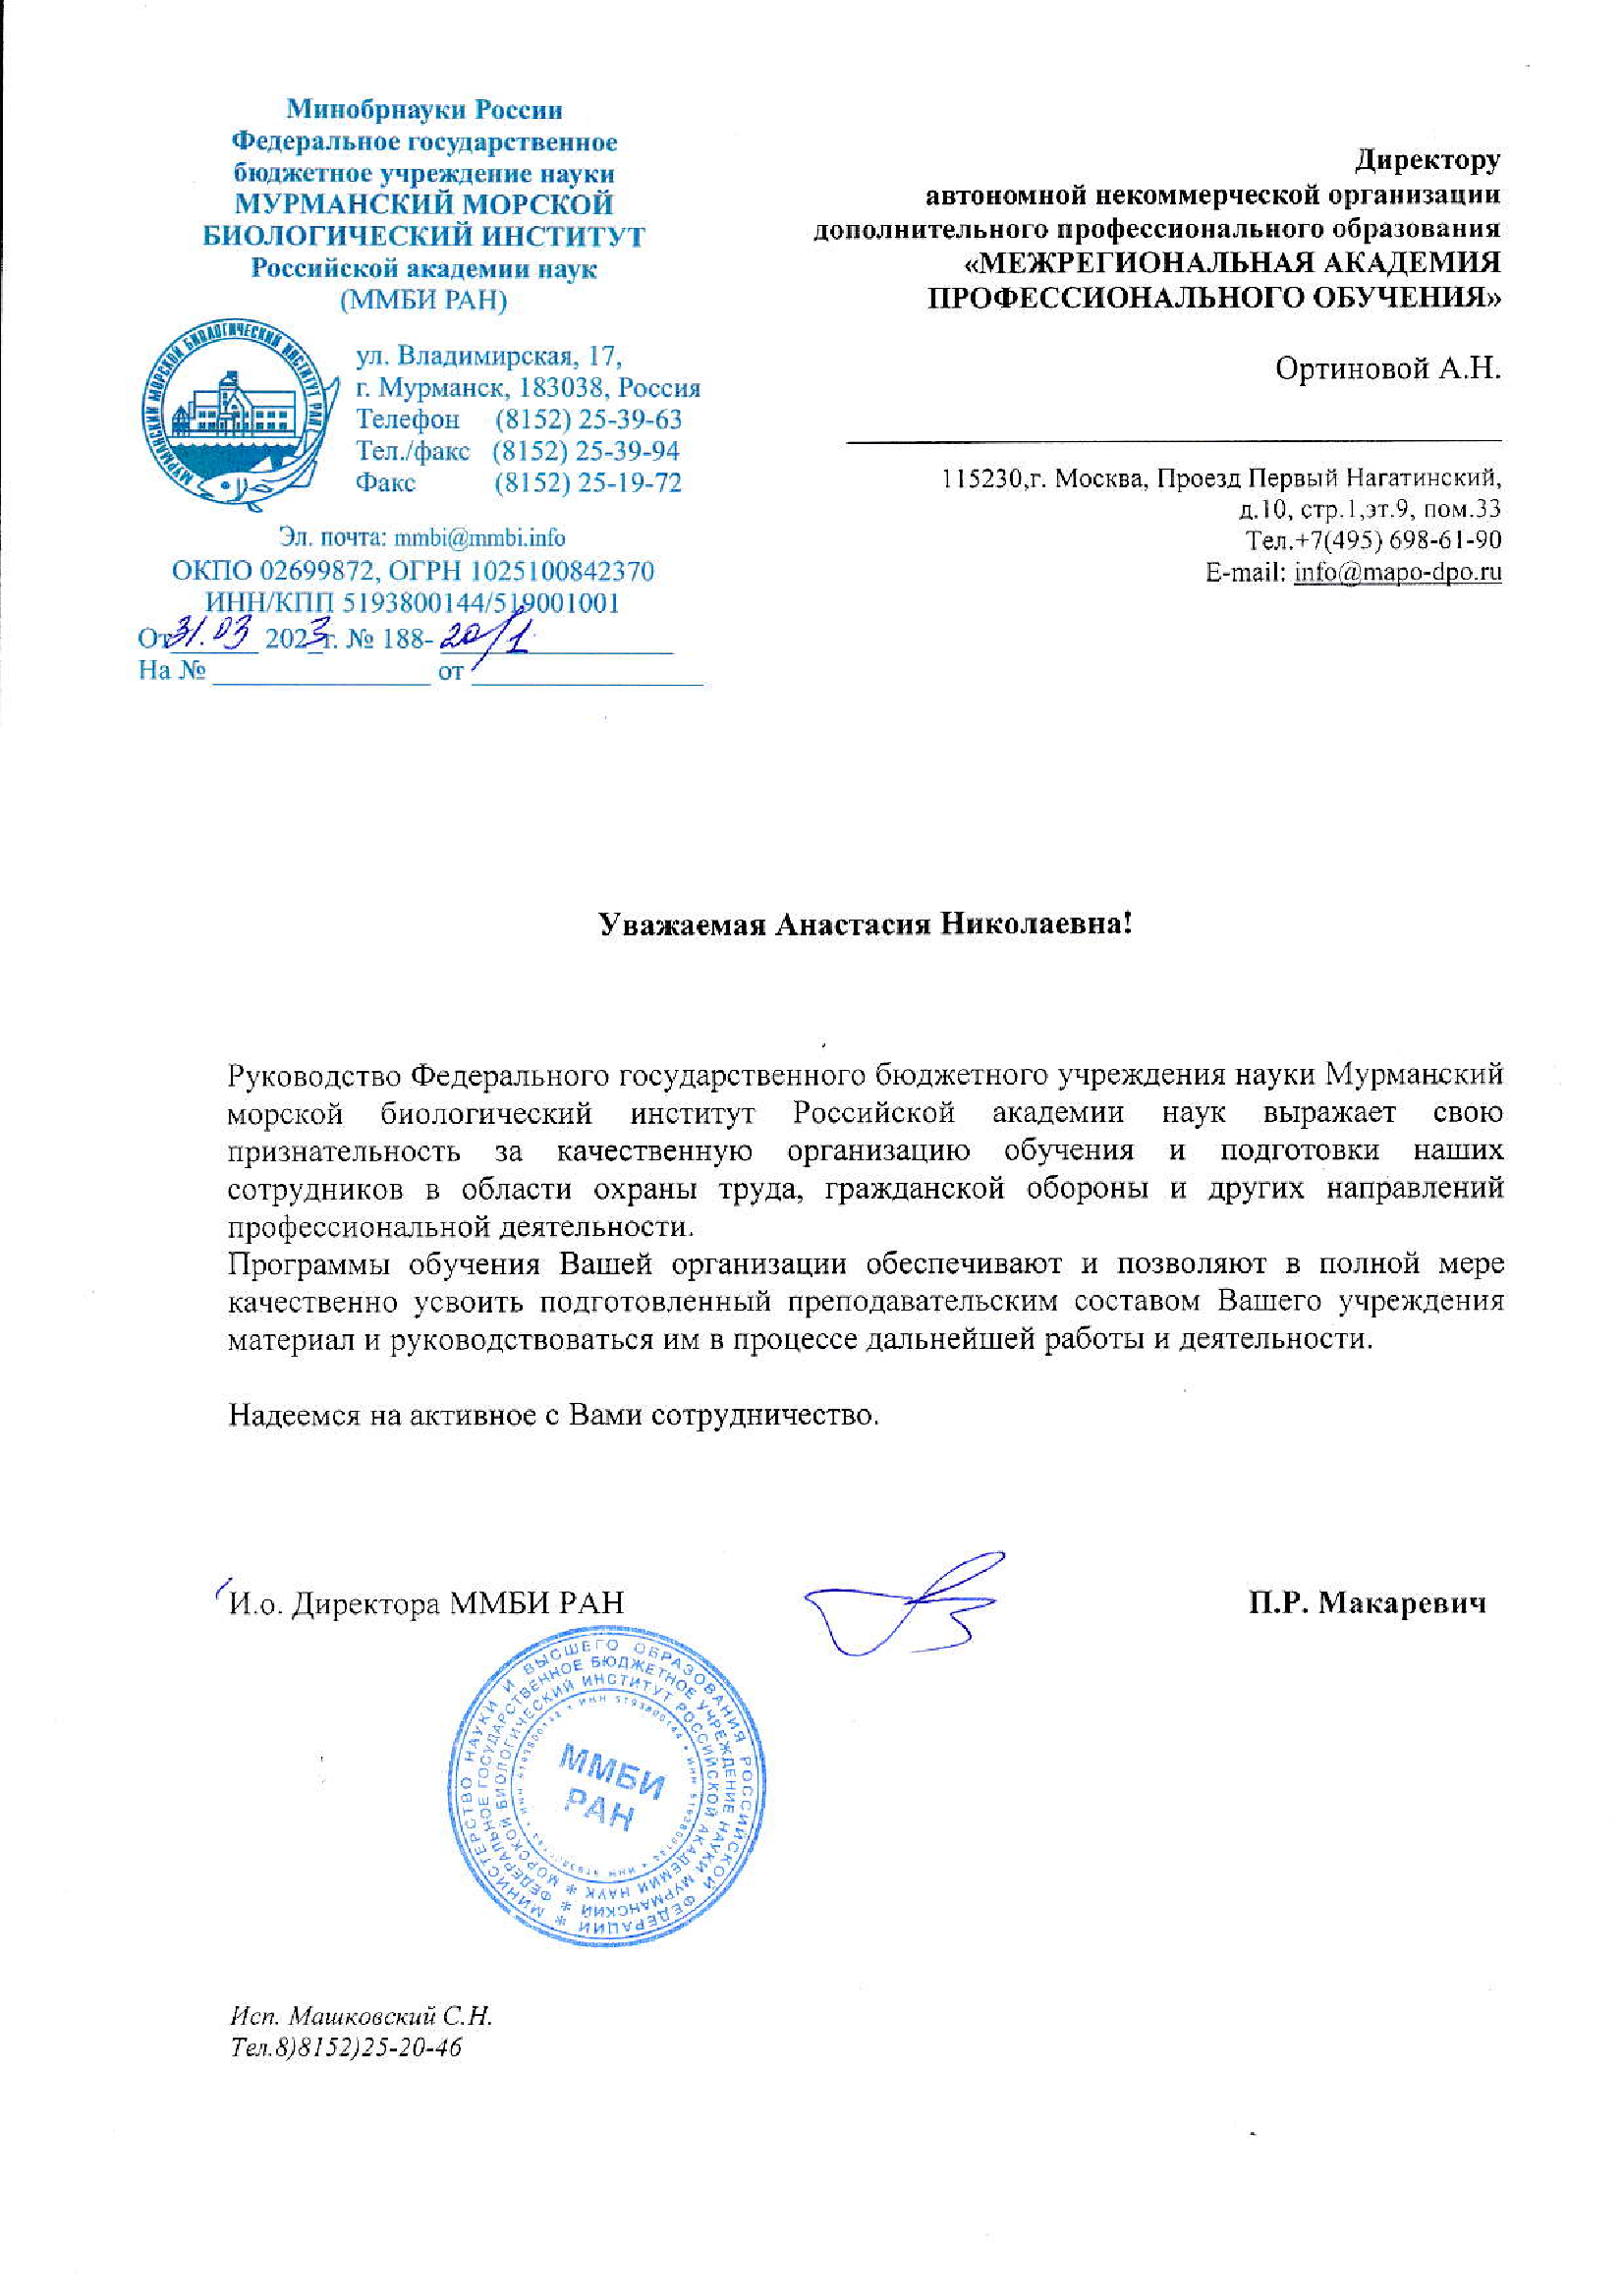 Минобрнауки России
Федеральное государственное
бюджетное учреждение науки
МУРМАНСКИЙ МОРСКОЙ
БИОЛОГИЧЕСКИЙ ИНСТИТУТ
Российской академии наук
(ММБИ РАН)
МУРМАНСКИЙ МОРСКОЙ БИОЛОГИЧЕСКИЙ ИНСТИТУТ РАН
ул. Владимирская, 17,
г. Мурманск, 183038, Россия
Телефон (8152) 25-39-63
Тел./факс (8152) 25-39-94
Факс (8152) 25-19-72
Эл. почта: mmbi@mmbi.info
ОКПО 02699872, ОГРН 1025100842370
ИНН/КПП 5193800144/519001001
От 31.03 2023г. № 188- 20/1
На № ____ от ____
Директору
автономной некоммерческой организации
дополнительного профессионального образования
«МЕЖРЕГИОНАЛЬНАЯ АКАДЕМИЯ
ПРОФЕССИОНАЛЬНОГО ОБУЧЕНИЯ»
Ортиновой А.Н.
115230,г. Москва, Проезд Первый Нагатинский,
д.10, стр.1,эт.9, пом.33
Тел.+7(495) 698-61-90
E-mail: info@mapo-dpo.ru
Уважаемая Анастасия Николаевна!
Руководство Федерального государственного бюджетного учреждения науки Мурманский
морской биологический институт Российской академии наук выражает свою
признательность за качественную организацию обучения и подготовки наших
сотрудников в области охраны труда, гражданской обороны и других направлений
профессиональной деятельности.
Программы обучения Вашей организации обеспечивают и позволяют в полной мере
качественно усвоить подготовленный преподавательским составом Вашего учреждения
материал и руководствоваться им в процессе дальнейшей работы и деятельности.
Надеемся на активное с Вами сотрудничество.
И.о. Директора ММБИ РАН
П.Р. Макаревич
МИНИСТЕРСТВО НАУКИ И ВЫСШЕГО ОБРАЗОВАНИЯ РОССИЙСКОЙ ФЕДЕРАЦИИ *
ФЕДЕРАЛЬНОЕ ГОСУДАРСТВЕННОЕ БЮДЖЕТНОЕ УЧРЕЖДЕНИЕ НАУКИ МУРМАНСКИЙ *
МОРСКОЙ БИОЛОГИЧЕСКИЙ ИНСТИТУТ РОССИЙСКОЙ АКАДЕМИИ НАУК *
ИНН 5193800144 • ИНН 5193800144 • ИНН 5193800144
ММБИ
РАН
Исп. Машковский С.Н.
Тел.8)8152)25-20-46